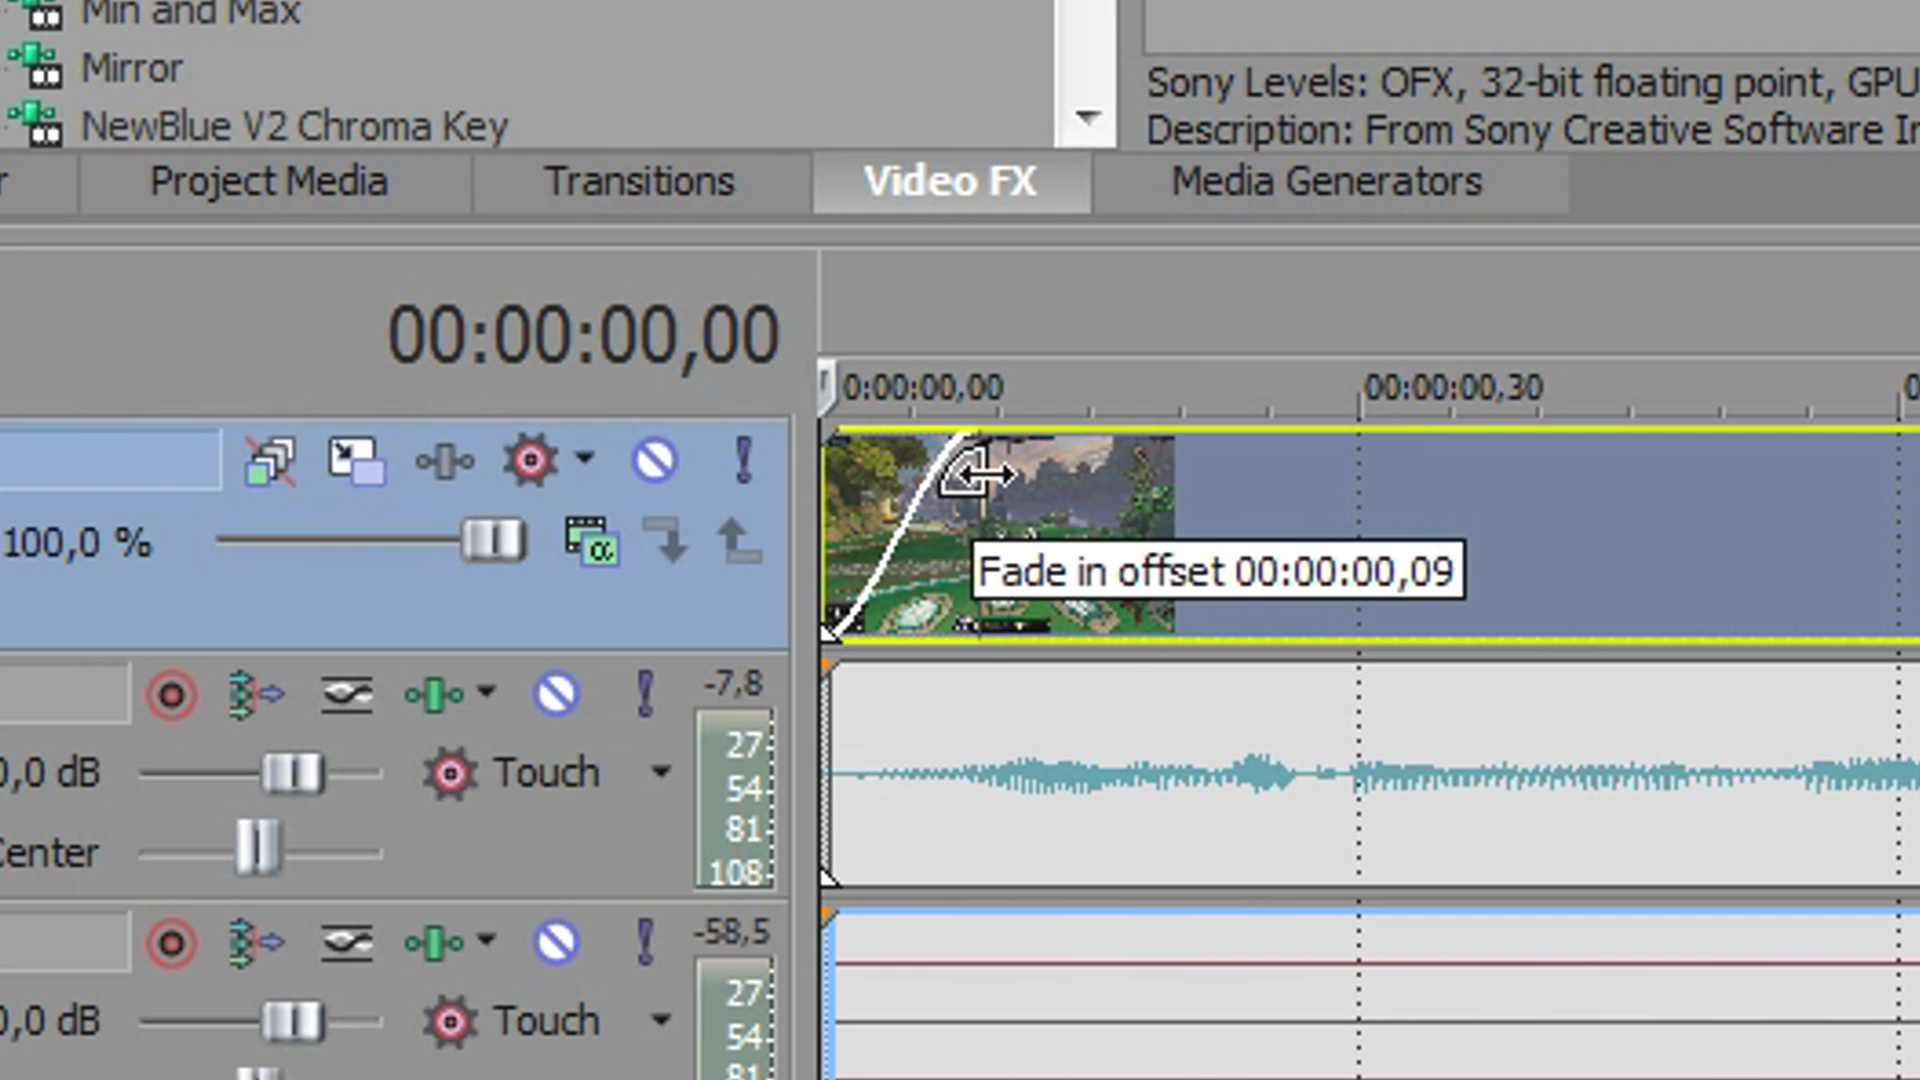 Min and Max
Mirror
NewBlue V2 Chroma Key
Sony Levels: OFX, 32-bit floating point, GPU
Description: From Sony Creative Software In
r
Project Media
Transitions
Video FX
Media Generators
00:00:00,00
0:00:00,00
00:00:00,30
0
100,0 %
Fade in offset 00:00:00,09
-7,8
27
54
81
108
0,0 dB
Touch
Center
-58,5
27
54
81
0,0 dB
Touch